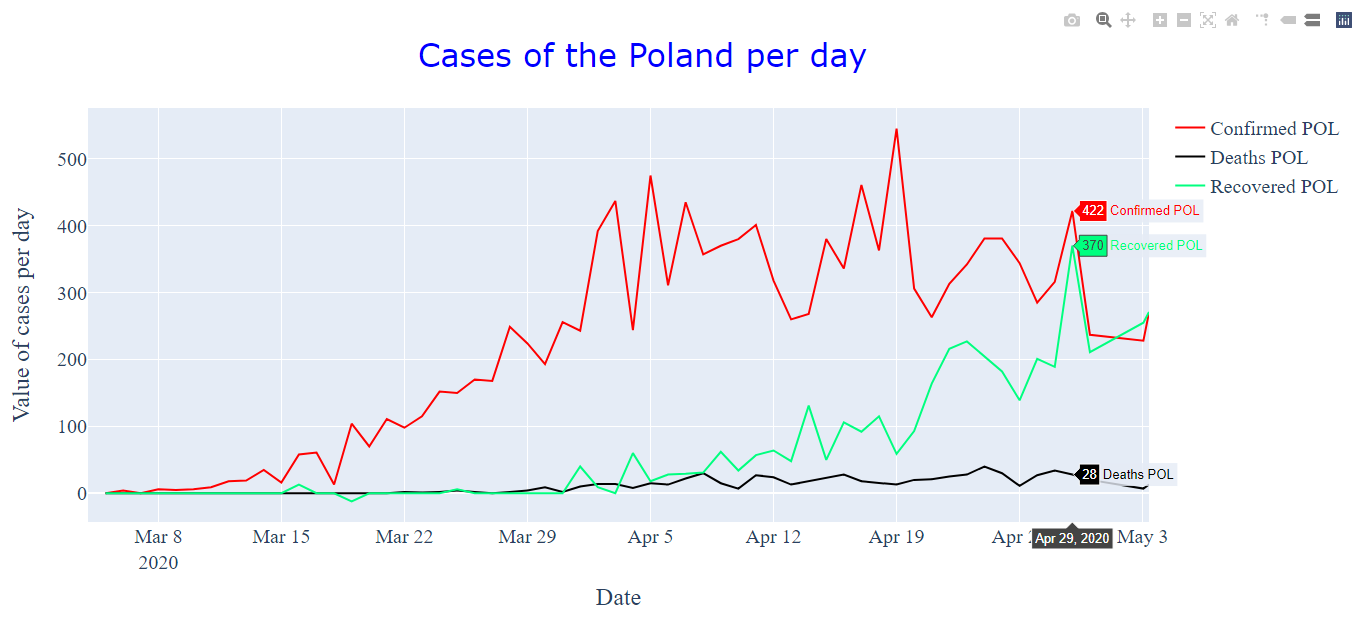 Cases of the Poland per day
Confirmed POL
Deaths POL
Recovered POL
Value of cases per day
500
400
300
200
100
0
422 Confirmed POL
370 Recovered POL
28 Deaths POL
Mar 8
2020
Mar 15
Mar 22
Mar 29
Apr 5
Apr 12
Apr 19
Apr 2
Apr 29, 2020
May 3
Date